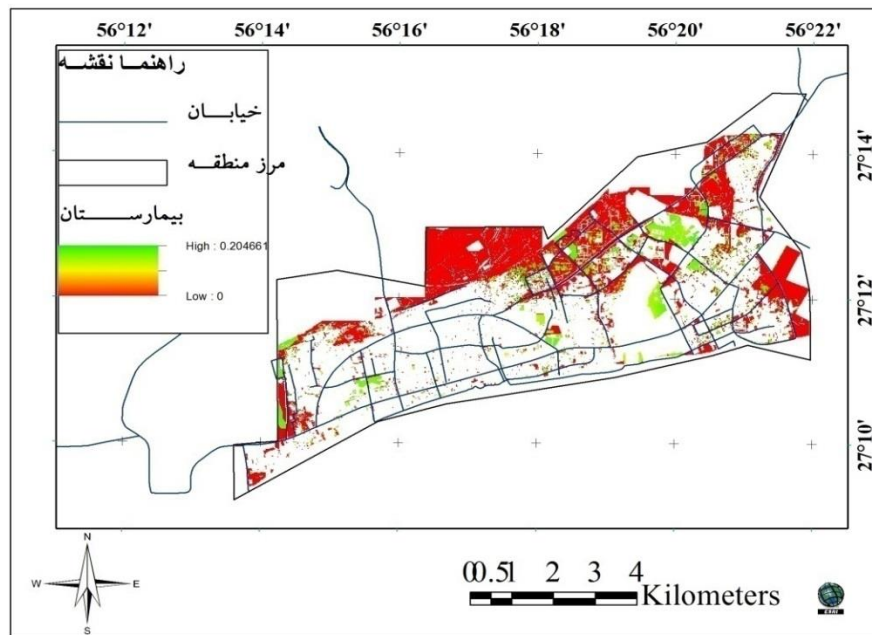 56°12' 56°14' 56°16' 56°18' 56°20' 56°22'
راهنما نقشه
خیابان
مرز منطقه
بیمارستان
High : 0.204661
Low : 0
27°14'
27°12'
27°10'
N
W E
S
0 0.5 1 2 3 4
Kilometers